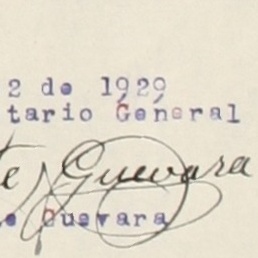 2 de 1929
tario General
te Guevara
e Guevara